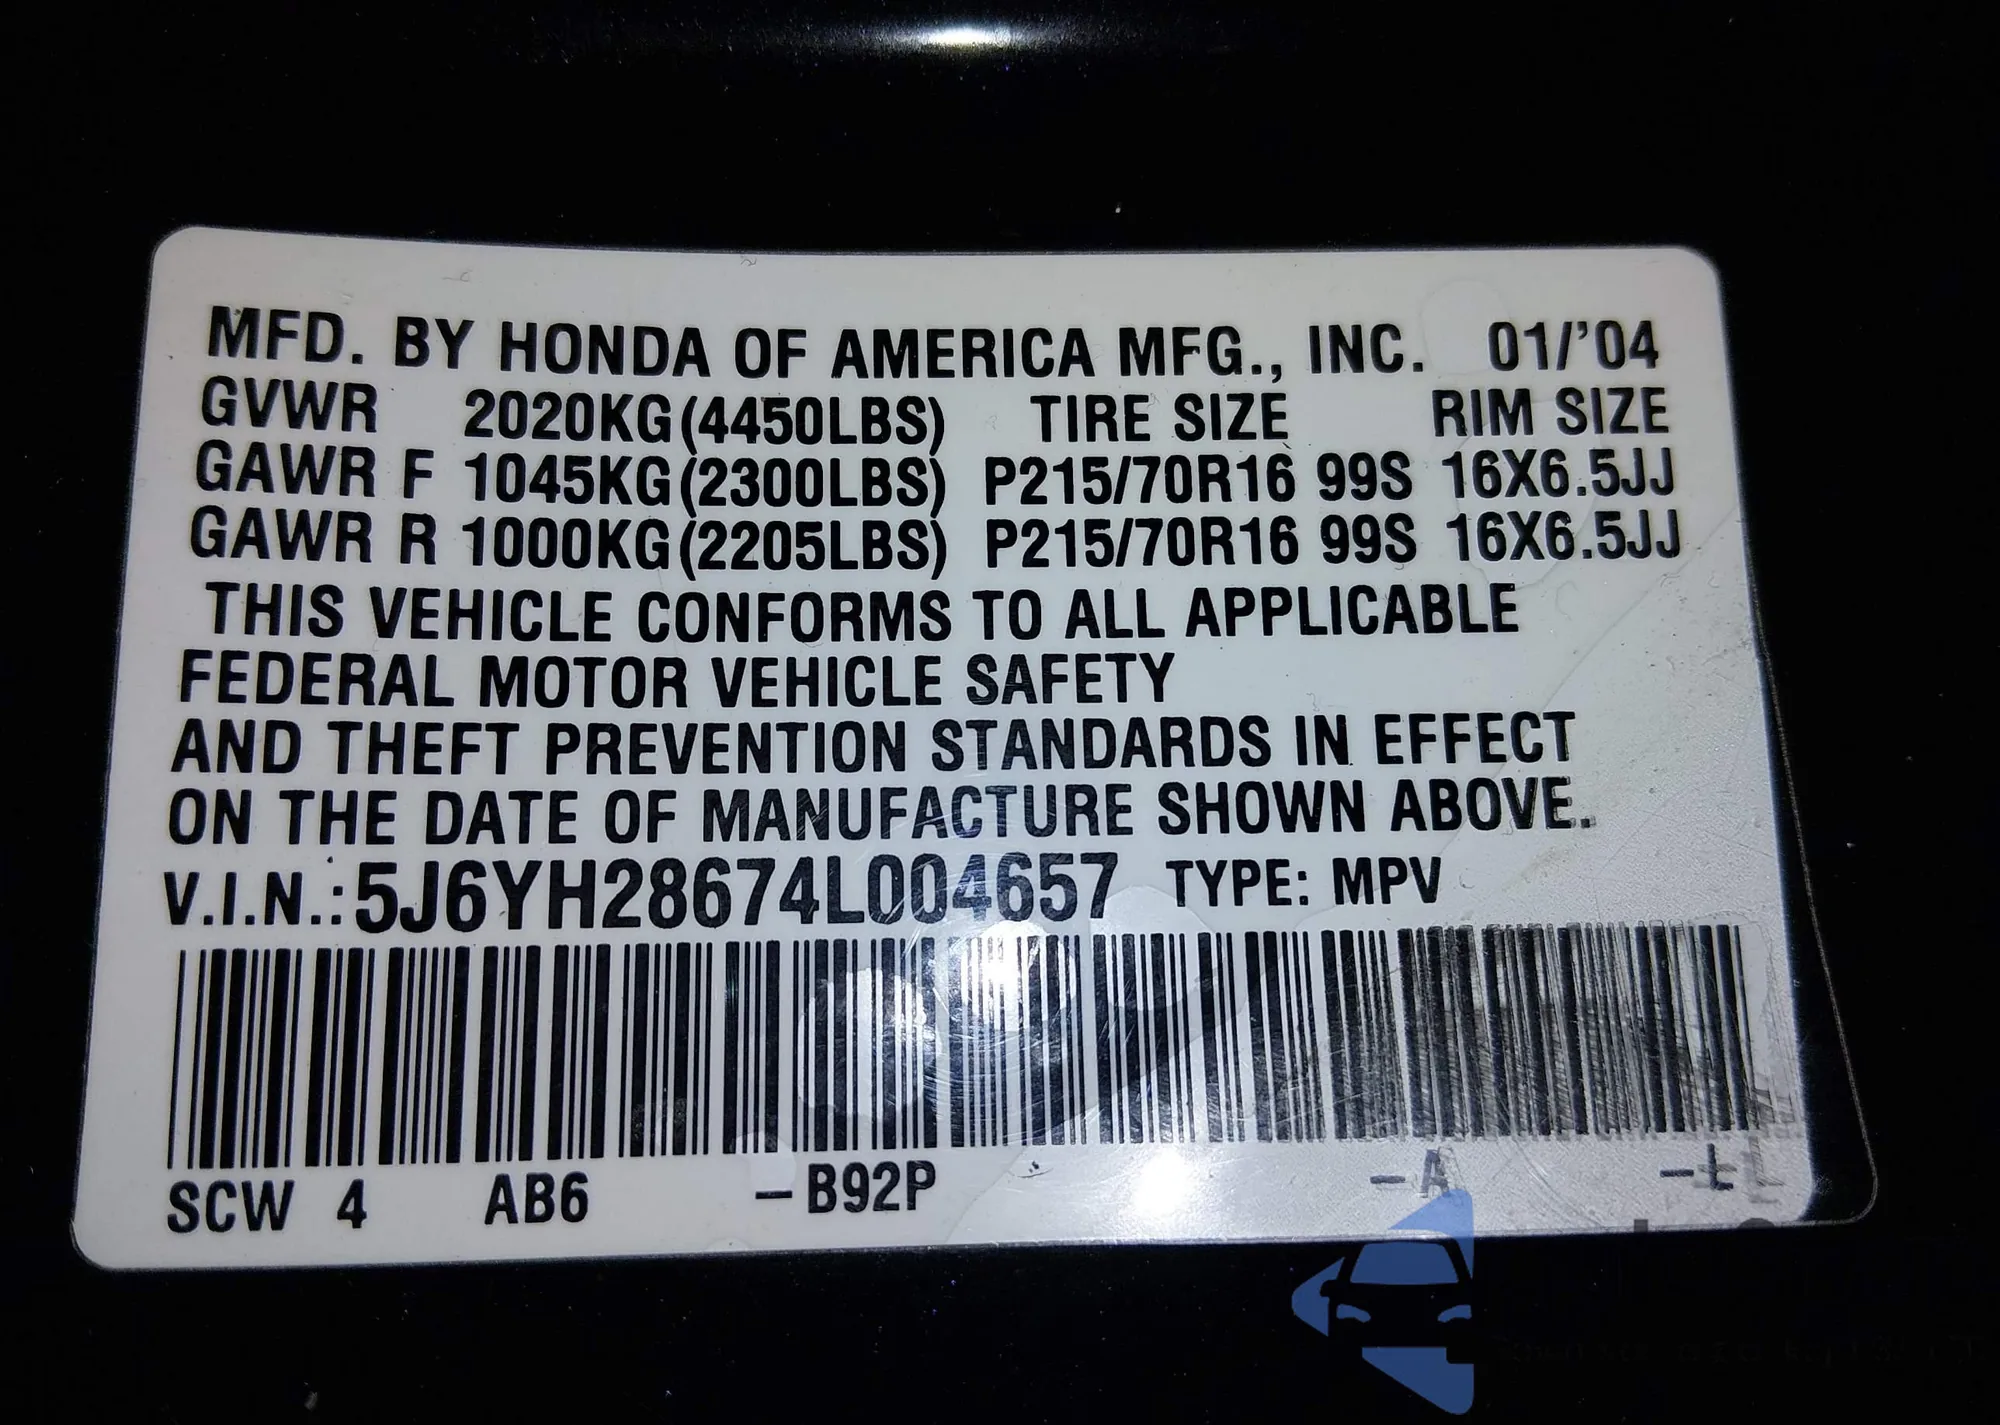 MFD. BY HONDA OF AMERICA MFG., INC. 01/'04
GVWR 2020KG(4450LBS) TIRE SIZE RIM SIZE
GAWR F 1045KG(2300LBS) P215/70R16 99S 16X6.5JJ
GAWR R 1000KG(2205LBS) P215/70R16 99S 16X6.5JJ
THIS VEHICLE CONFORMS TO ALL APPLICABLE
FEDERAL MOTOR VEHICLE SAFETY
AND THEFT PREVENTION STANDARDS IN EFFECT
ON THE DATE OF MANUFACTURE SHOWN ABOVE.
V.I.N.:5J6YH28674L004657 TYPE: MPV
SCW 4 AB6 -B92P -A -L